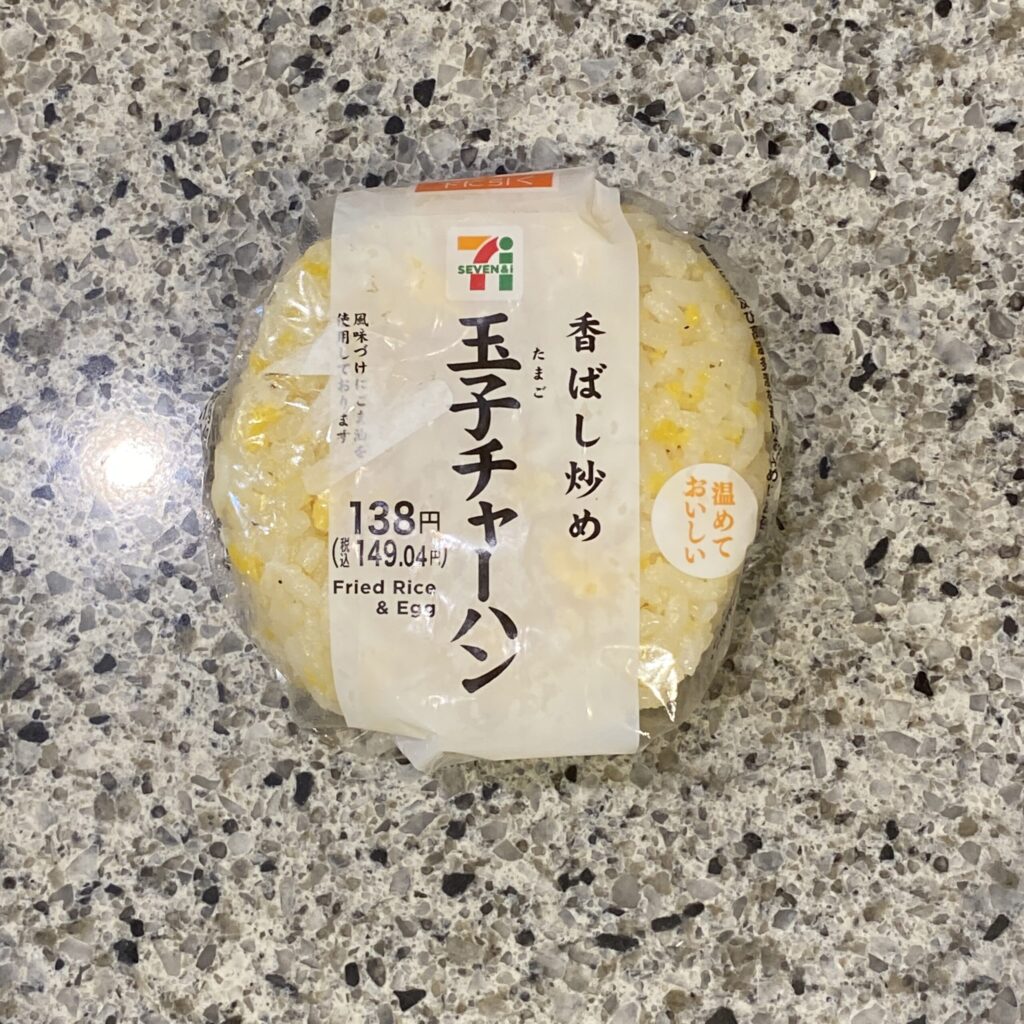 SEVEN&i
香ばし炒め
たまご
玉子チャーハン
風味づけにごま油を
使用しております
138円
(税込149.04円)
Fried Rice
& Egg
温めて
おいしい